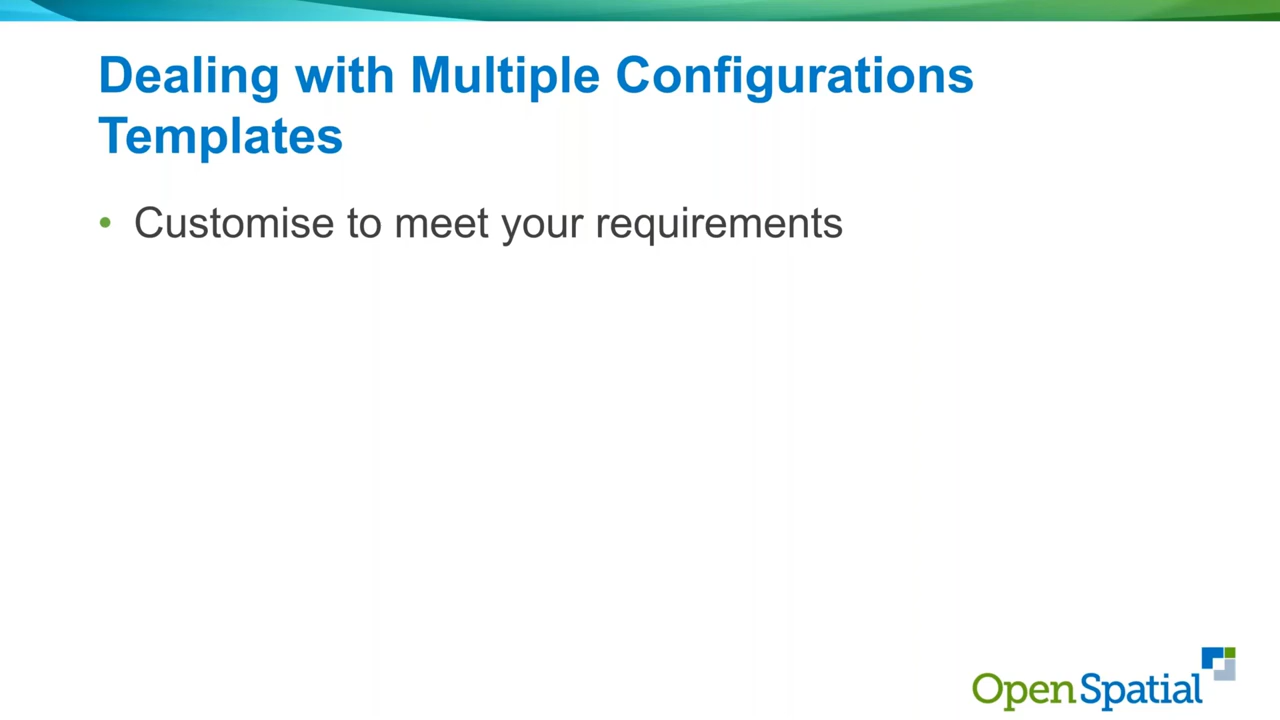 Dealing with Multiple Configurations
Templates
• Customise to meet your requirements
OpenSpatial